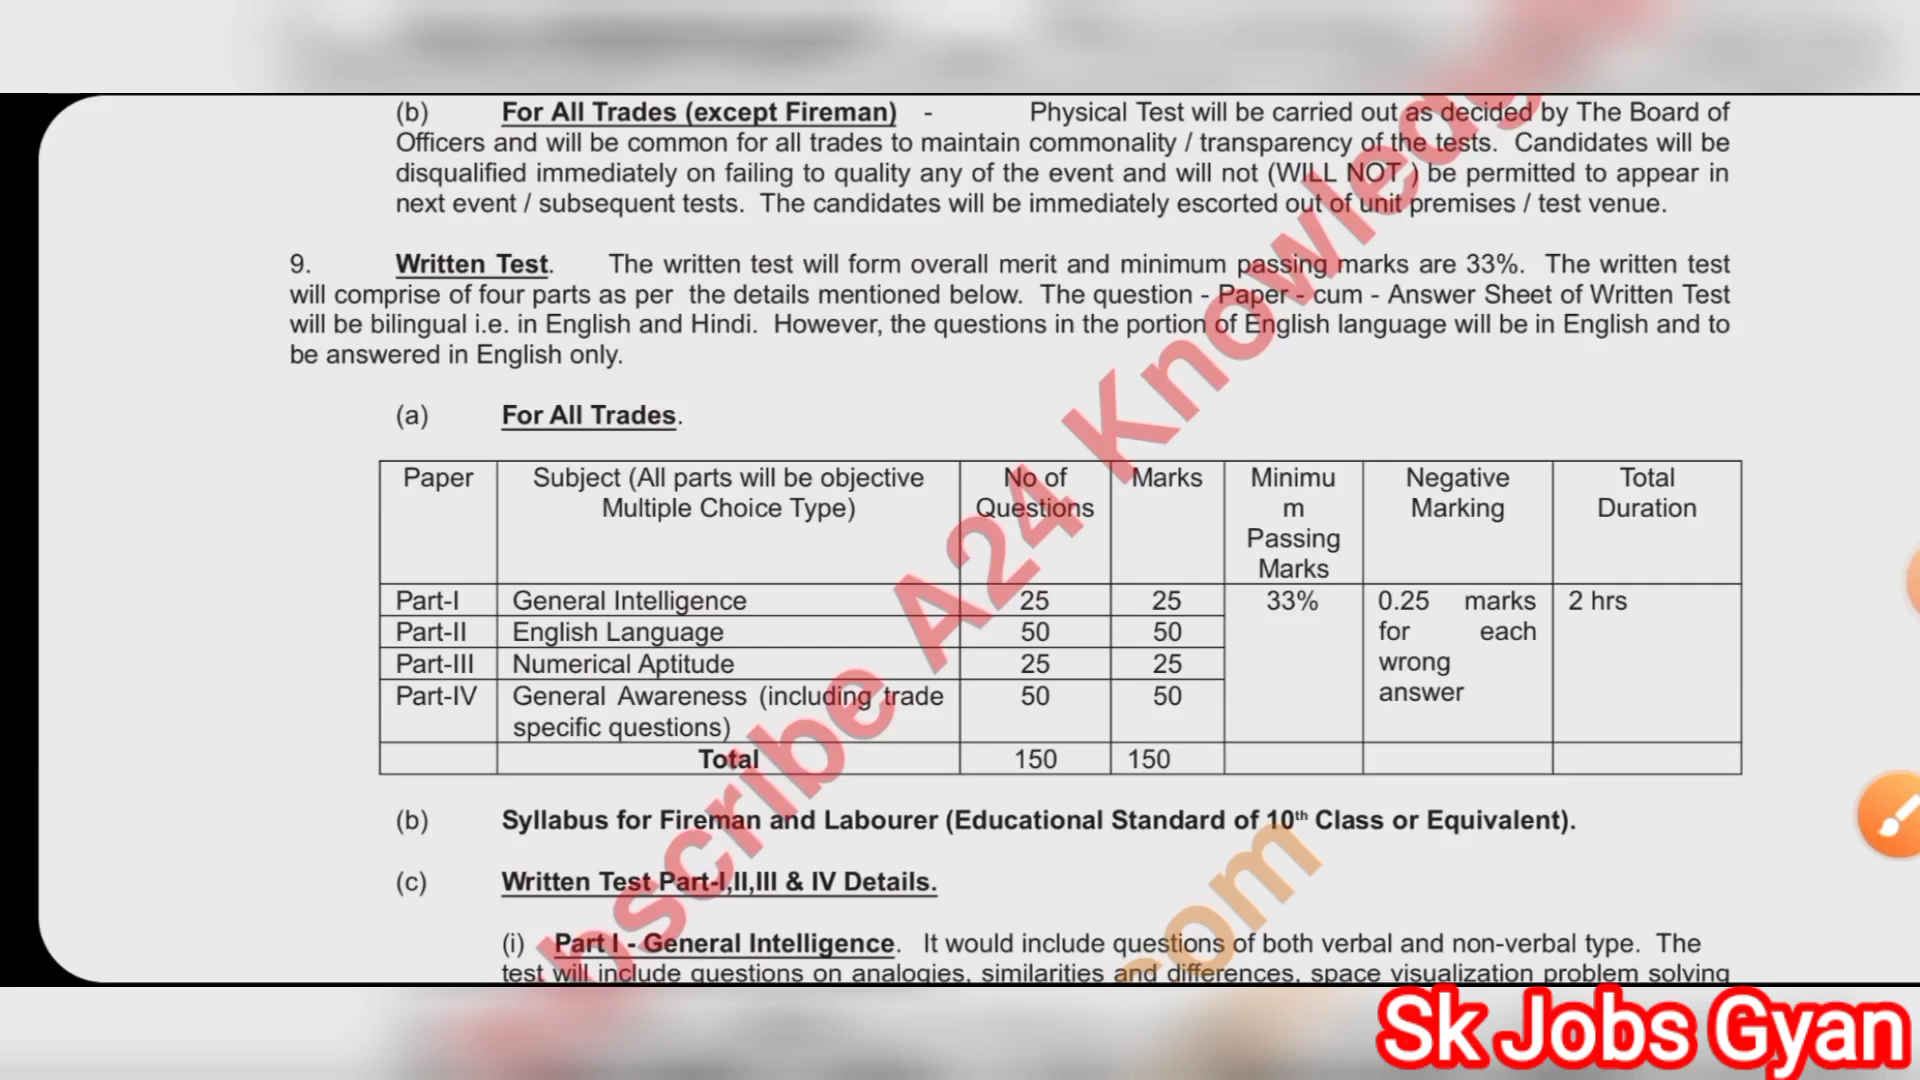 (b) For All Trades (except Fireman) - Physical Test will be carried out as decided by The Board of
Officers and will be common for all trades to maintain commonality / transparency of the tests. Candidates will be
disqualified immediately on failing to quality any of the event and will not (WILL NOT ) be permitted to appear in
next event / subsequent tests. The candidates will be immediately escorted out of unit premises / test venue.
9. Written Test. The written test will form overall merit and minimum passing marks are 33%. The written test
will comprise of four parts as per the details mentioned below. The question - Paper - cum - Answer Sheet of Written Test
will be bilingual i.e. in English and Hindi. However, the questions in the portion of English language will be in English and to
be answered in English only.
(a) For All Trades.
Paper Subject (All parts will be objective No of Marks Minimu Negative Total
Multiple Choice Type) Questions m Marking Duration
Passing
Marks
Part-I General Intelligence 25 25 33% 0.25 marks 2 hrs
Part-II English Language 50 50 for each
Part-III Numerical Aptitude 25 25 wrong
Part-IV General Awareness (including trade 50 50 answer
specific questions)
Total 150 150
(b) Syllabus for Fireman and Labourer (Educational Standard of 10th Class or Equivalent).
(c) Written Test Part-I,II,III & IV Details.
(i) Part I - General Intelligence. It would include questions of both verbal and non-verbal type. The
test will include questions on analogies, similarities and differences, space visualization problem solving
bscribe A24 Knowledg
com
Sk Jobs Gyan